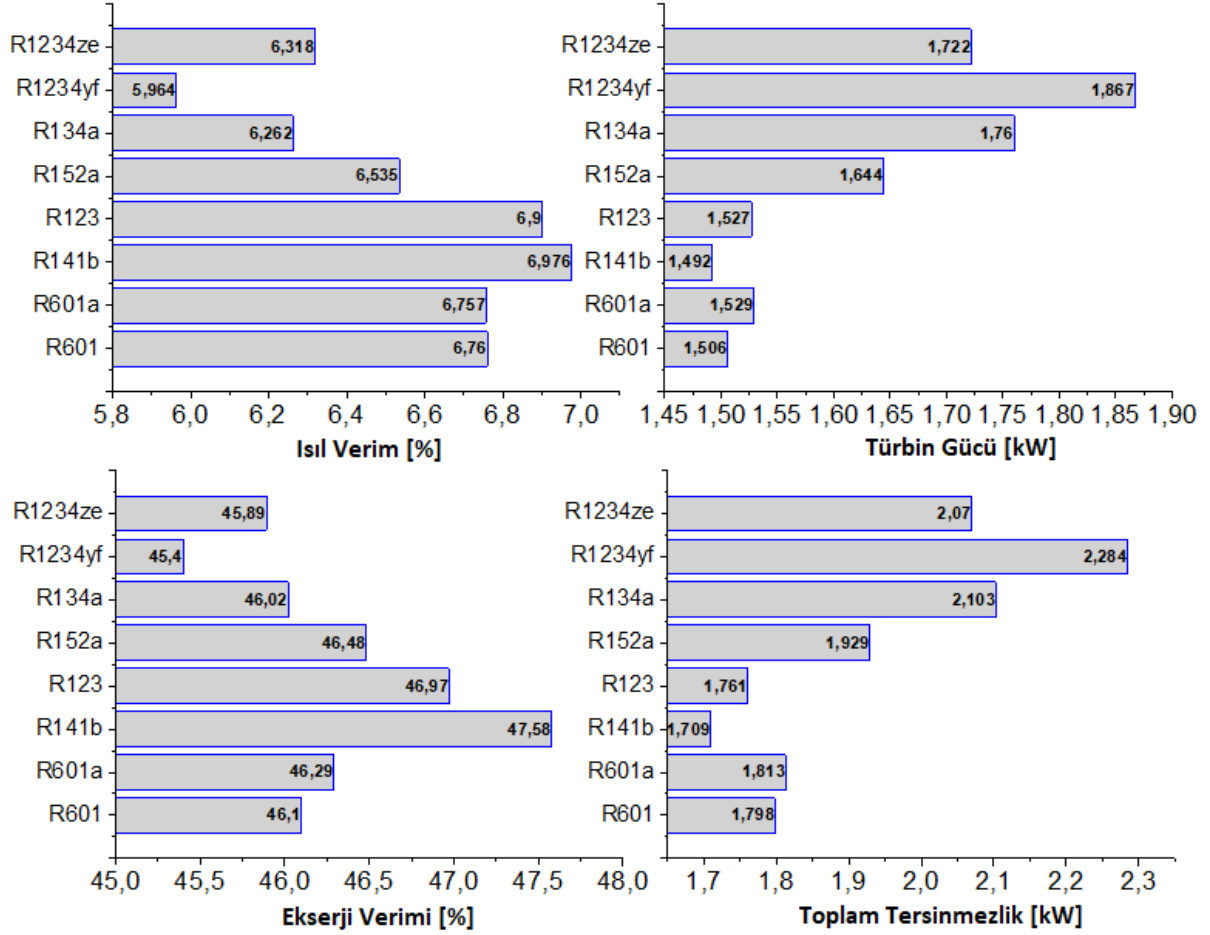 R1234ze 6,318
R1234yf 5,964
R134a 6,262
R152a 6,535
R123 6,9
R141b 6,976
R601a 6,757
R601 6,76
5,8 6,0 6,2 6,4 6,6 6,8 7,0
Isıl Verim [%]
R1234ze 1,722
R1234yf 1,867
R134a 1,76
R152a 1,644
R123 1,527
R141b 1,492
R601a 1,529
R601 1,506
1,45 1,50 1,55 1,60 1,65 1,70 1,75 1,80 1,85 1,90
Türbin Gücü [kW]
R1234ze 45,89
R1234yf 45,4
R134a 46,02
R152a 46,48
R123 46,97
R141b 47,58
R601a 46,29
R601 46,1
45,0 45,5 46,0 46,5 47,0 47,5 48,0
Ekserji Verimi [%]
R1234ze 2,07
R1234yf 2,284
R134a 2,103
R152a 1,929
R123 1,761
R141b 1,709
R601a 1,813
R601 1,798
1,7 1,8 1,9 2,0 2,1 2,2 2,3
Toplam Tersinmezlik [kW]